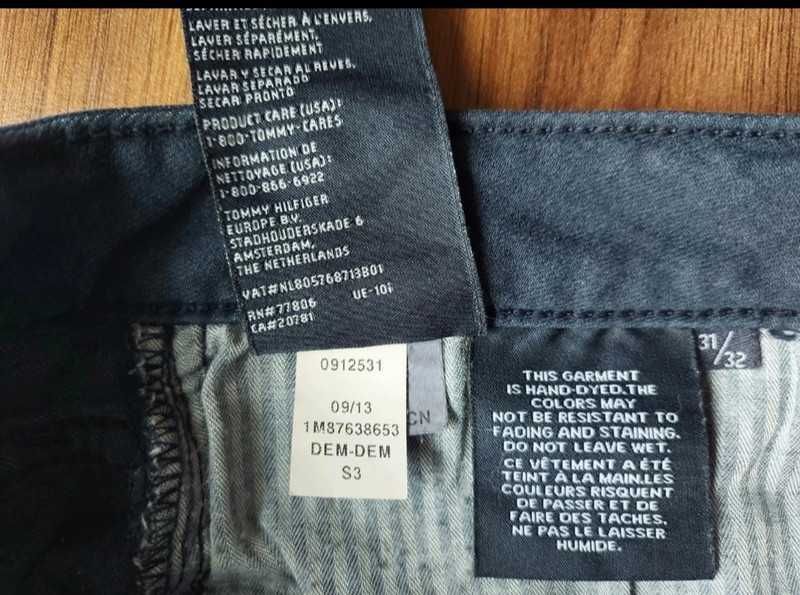 LAVER ET SÉCHER À L'ENVERS.
LAVER SÉPARÉMENT.
SÉCHER RAPIDEMENT
LAVAR Y SECAR AL REVES.
LAVAR SEPARADO
SECAR PRONTO
PRODUCT CARE (USA):
1-800-TOMMY-CARES
INFORMATION DE
NETTOYAGE (USA):
1-800-866-6922
TOMMY HILFIGER
EUROPE B.V.
STADHOUDERSKADE 6
AMSTERDAM,
THE NETHERLANDS
VAT#NL805768713B01
UE-101
RN#77806
CA#20781
0912531
09/13
1M87638653
DEM-DEM
S3
CN
THIS GARMENT
IS HAND-DYED.THE
COLORS MAY
NOT BE RESISTANT TO
FADING AND STAINING.
DO NOT LEAVE WET.
CE VÊTEMENT A ÉTÉ
TEINT À LA MAIN.LES
COULEURS RISQUENT
DE PASSER ET DE
FAIRE DES TACHES.
NE PAS LE LAISSER
HUMIDE.
31/32